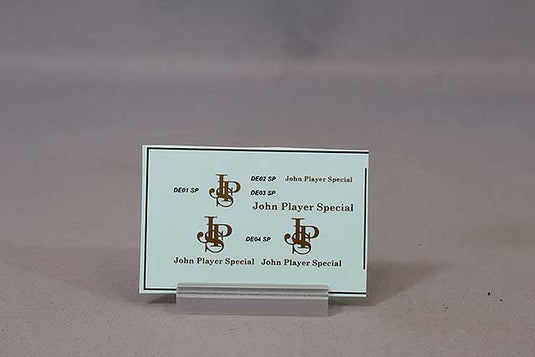 DE01 SP
JPS
DE02 SP
John Player Special
DE03 SP
John Player Special
JPS
DE04 SP
JPS
John Player Special
John Player Special